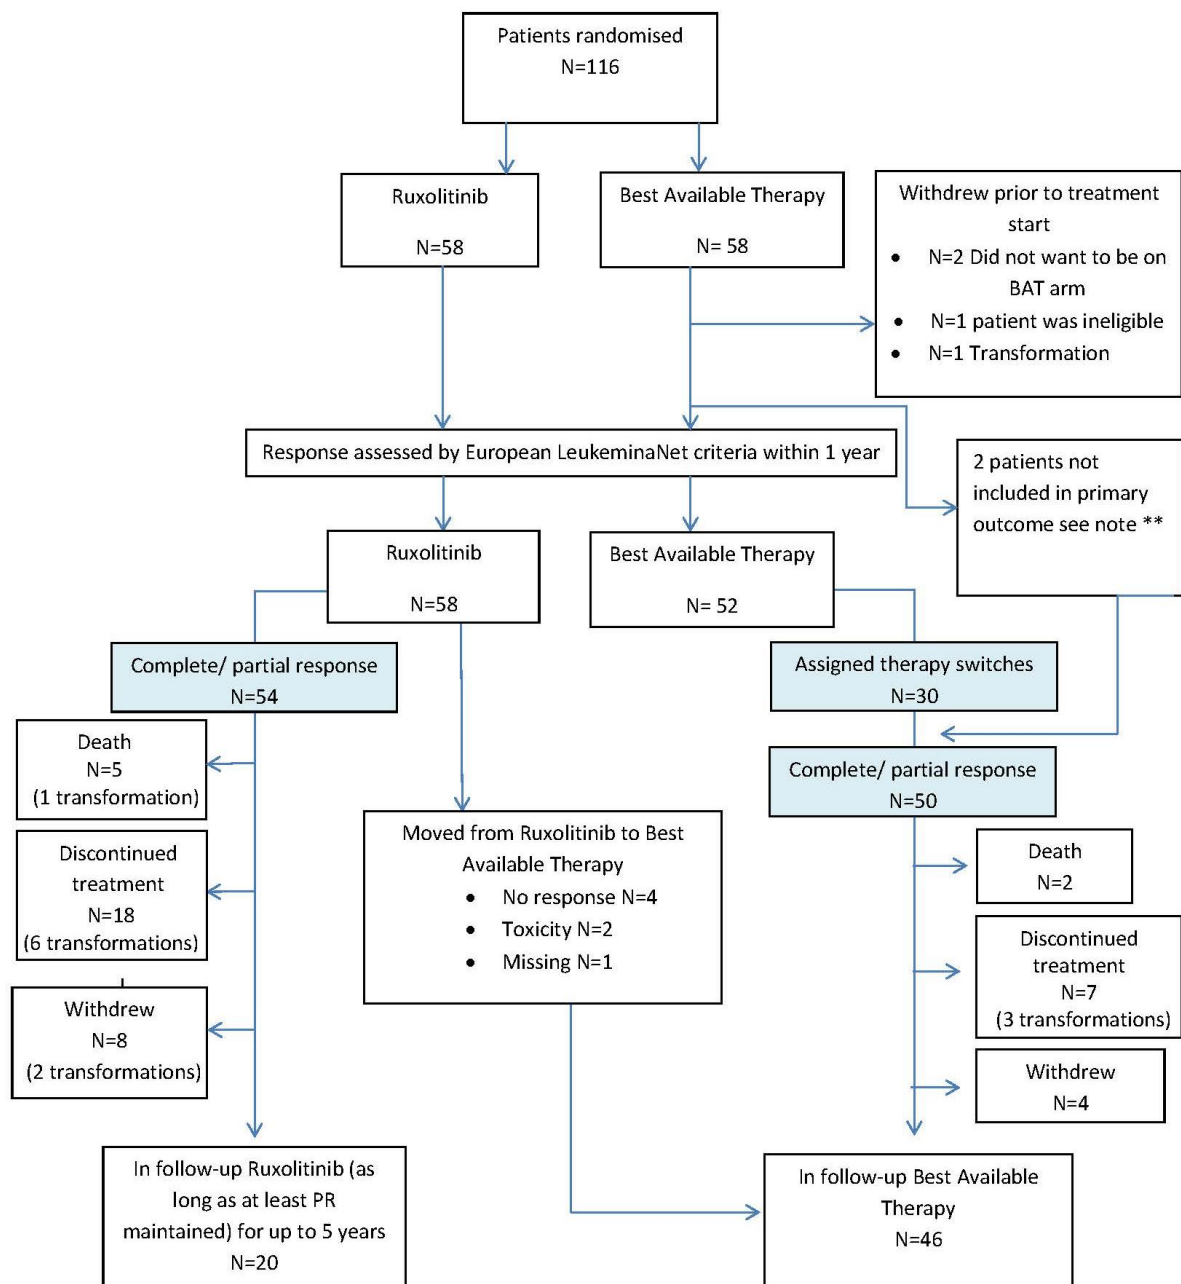 Patients randomised
N=116
Ruxolitinib
N=58
Best Available Therapy
N= 58
Withdrew prior to treatment
start
• N=2 Did not want to be on
BAT arm
• N=1 patient was ineligible
• N=1 Transformation
Response assessed by European LeukeminaNet criteria within 1 year
2 patients not
included in primary
outcome see note **
Ruxolitinib
N=58
Best Available Therapy
N= 52
Complete/ partial response
N=54
Assigned therapy switches
N=30
Death
N=5
(1 transformation)
Complete/ partial response
N=50
Moved from Ruxolitinib to Best
Available Therapy
• No response N=4
• Toxicity N=2
• Missing N=1
Discontinued
treatment
N=18
(6 transformations)
Death
N=2
Discontinued
treatment
N=7
(3 transformations)
Withdrew
N=8
(2 transformations)
Withdrew
N=4
In follow-up Ruxolitinib (as
long as at least PR
maintained) for up to 5 years
N=20
In follow-up Best Available
Therapy
N=46